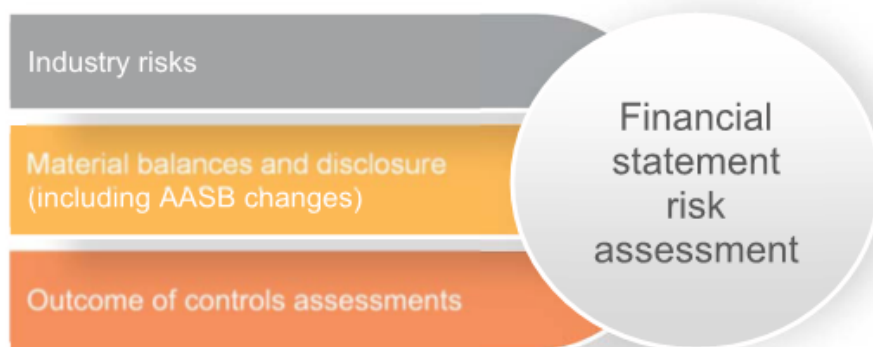 Industry risks
Material balances and disclosure
(including AASB changes)
Outcome of controls assessments
Financial
statement
risk
assessment